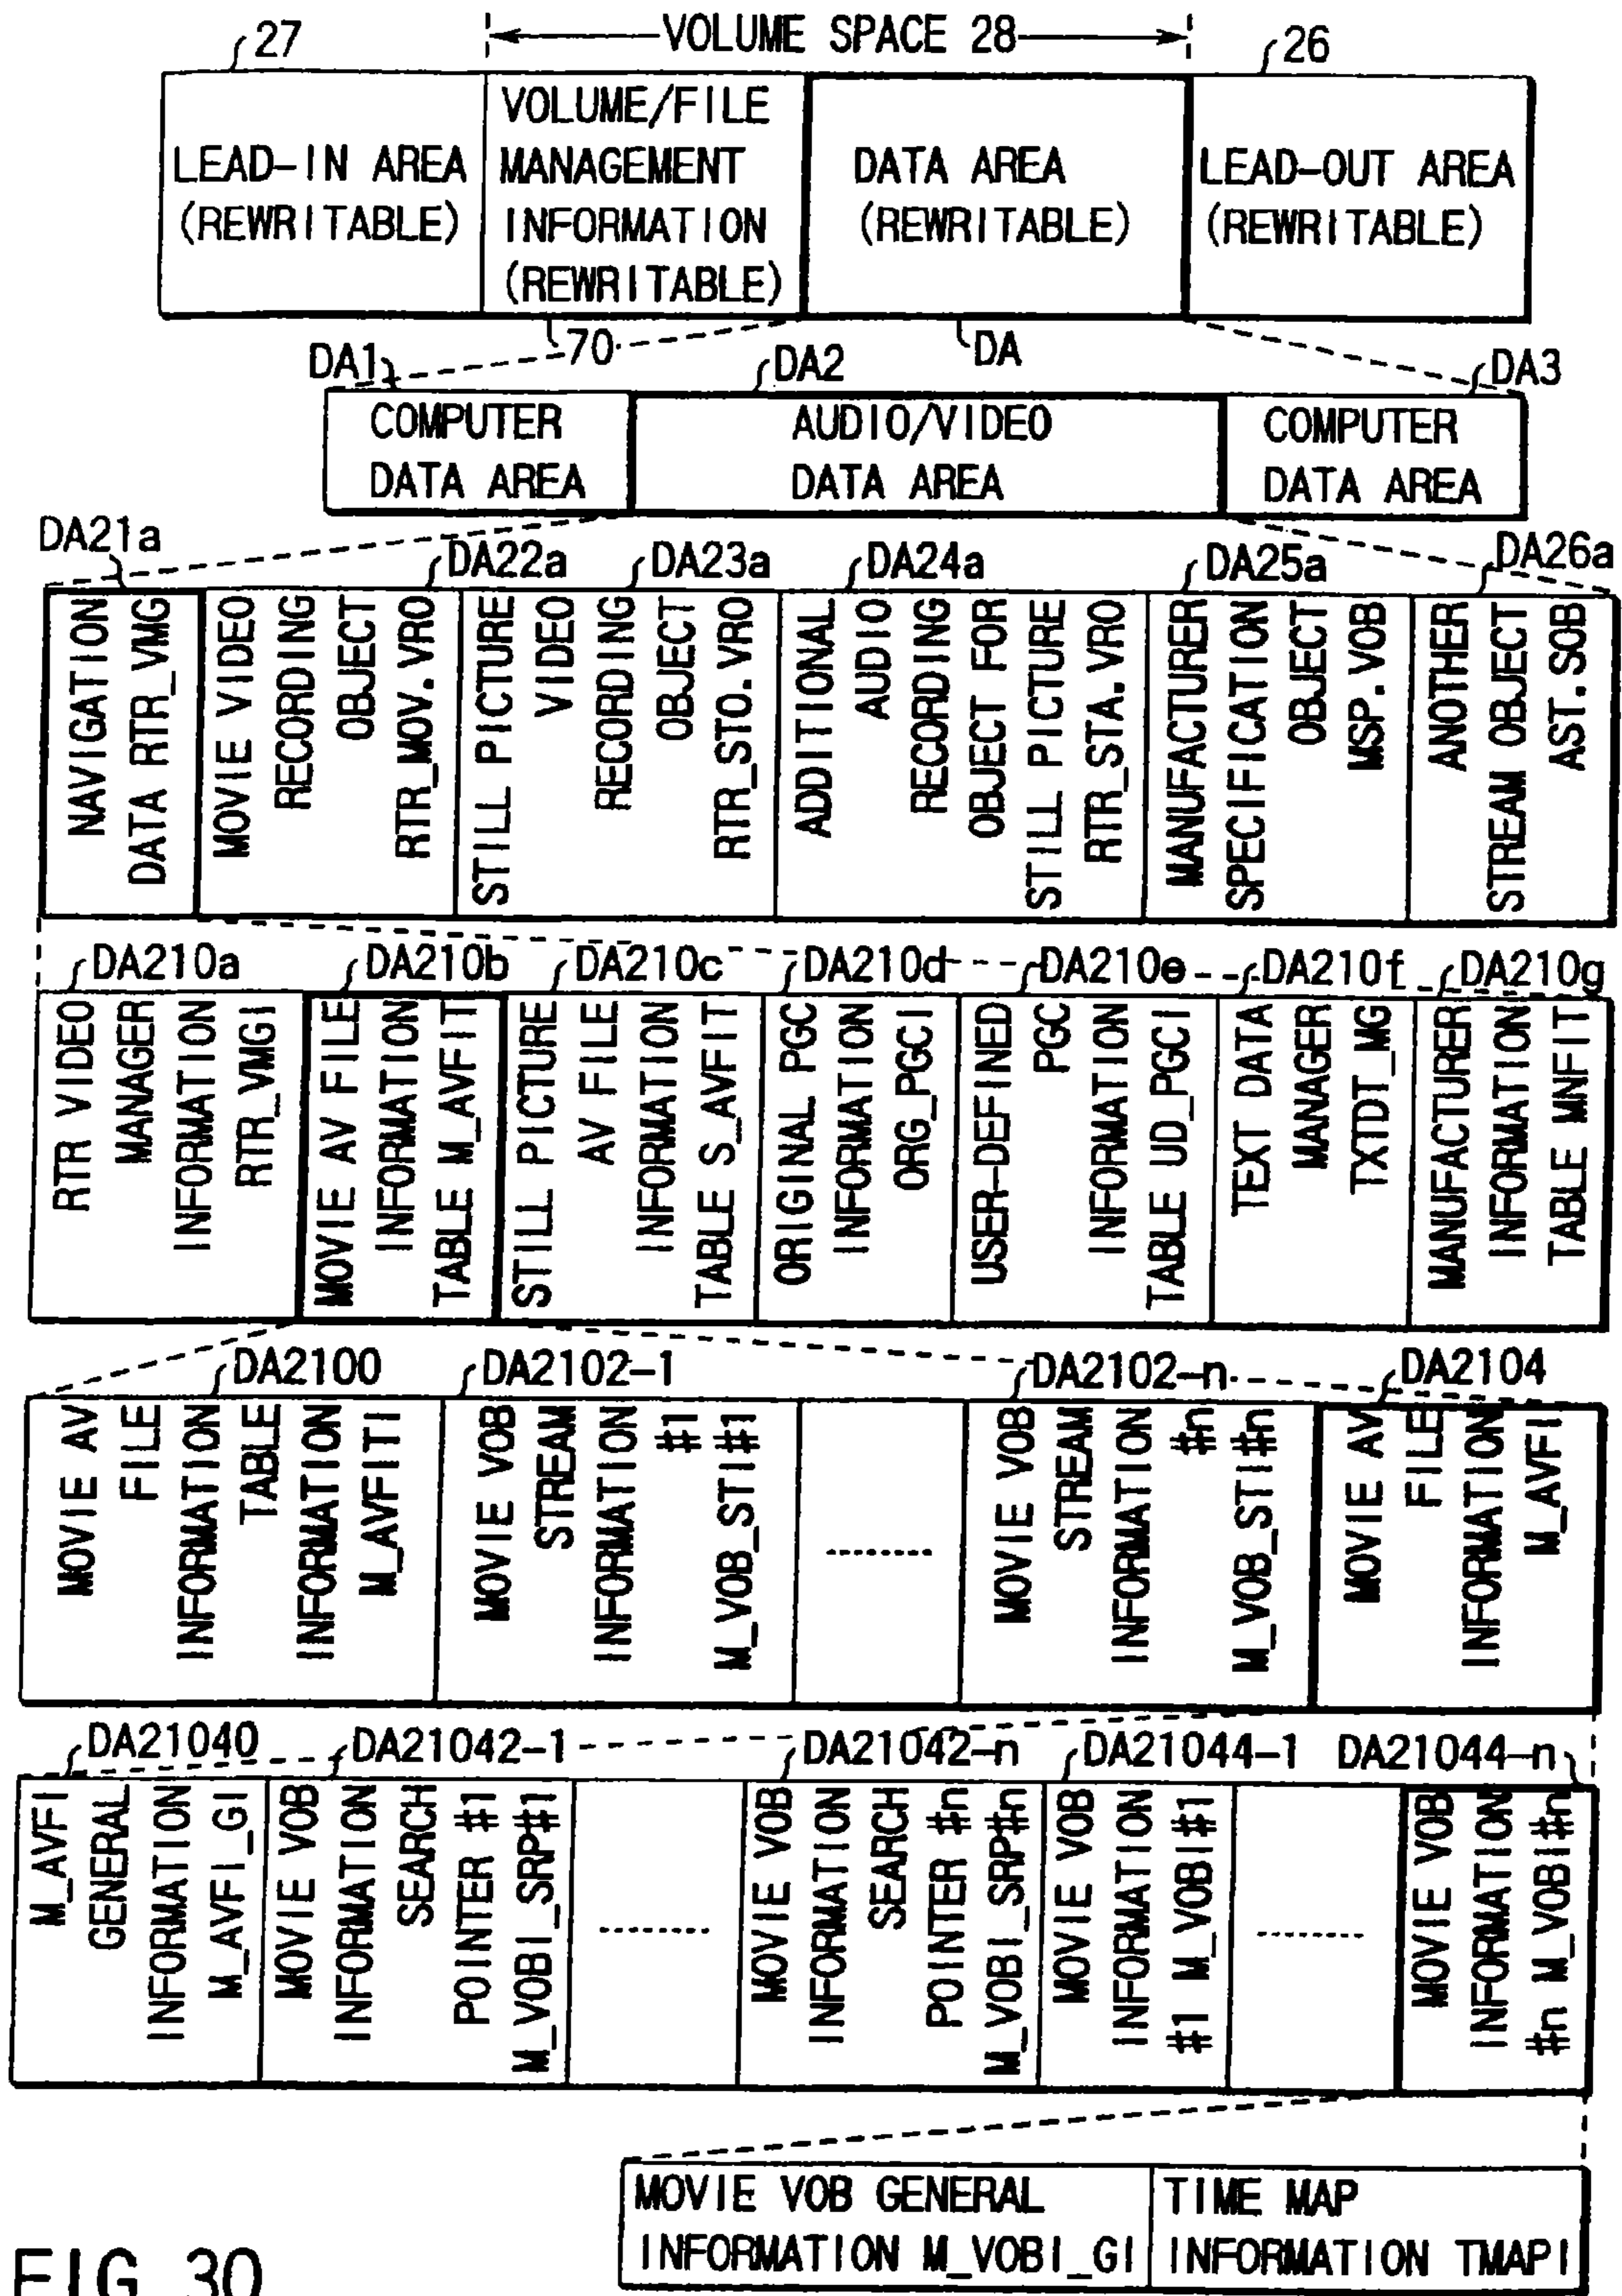 27
VOLUME SPACE 28
26
LEAD-IN AREA
(REWRITABLE)
VOLUME/FILE
MANAGEMENT
INFORMATION
(REWRITABLE)
DATA AREA
(REWRITABLE)
LEAD-OUT AREA
(REWRITABLE)
70
DA
DA1
DA2
DA3
COMPUTER
DATA AREA
AUDIO/VIDEO
DATA AREA
COMPUTER
DATA AREA
DA21a
DA22a
DA23a
DA24a
DA25a
DA26a
NAVIGATION
DATA RTR_VMG
MOVIE VIDEO
RECORDING
OBJECT
RTR_MOV.VRO
STILL PICTURE
VIDEO
RECORDING
OBJECT
RTR_STO.VRO
ADDITIONAL
AUDIO
RECORDING
OBJECT FOR
STILL PICTURE
RTR_STA.VRO
MANUFACTURER
SPECIFICATION
OBJECT
MSP.VOB
ANOTHER
STREAM OBJECT
AST.SOB
DA210a
DA210b
DA210c
DA210d
DA210e
DA210f
DA210g
RTR VIDEO
MANAGER
INFORMATION
RTR_VMGI
MOVIE AV FILE
INFORMATION
TABLE M_AVFIT
STILL PICTURE
AV FILE
INFORMATION
TABLE S_AVFIT
ORIGINAL PGC
INFORMATION
ORG_PGCI
USER-DEFINED
PGC
INFORMATION
TABLE UD_PGCI
TEXT DATA
MANAGER
TXTDT_MG
MANUFACTURER
INFORMATION
TABLE MNFIT
DA2100
DA2102-1
DA2102-n
DA2104
MOVIE AV
FILE
INFORMATION
TABLE
INFORMATION
M_AVFITI
MOVIE VOB
STREAM
INFORMATION
#1
M_VOB_STI#1
.........
MOVIE VOB
STREAM
INFORMATION
#n
M_VOB_STI#n
MOVIE AV
FILE
INFORMATION
M_AVFI
DA21040
DA21042-1
DA21042-n
DA21044-1
DA21044-n
M_AVFI
GENERAL
INFORMATION
M_AVFI_GI
MOVIE VOB
INFORMATION
SEARCH
POINTER #1
M_VOBI_SRP#1
.........
MOVIE VOB
INFORMATION
SEARCH
POINTER #n
M_VOBI_SRP#n
MOVIE VOB
INFORMATION
#1 M_VOBI#1
.........
MOVIE VOB
INFORMATION
#n M_VOBI#n
MOVIE VOB GENERAL
INFORMATION M_VOBI_GI
TIME MAP
INFORMATION TMAPI
FIG. 30